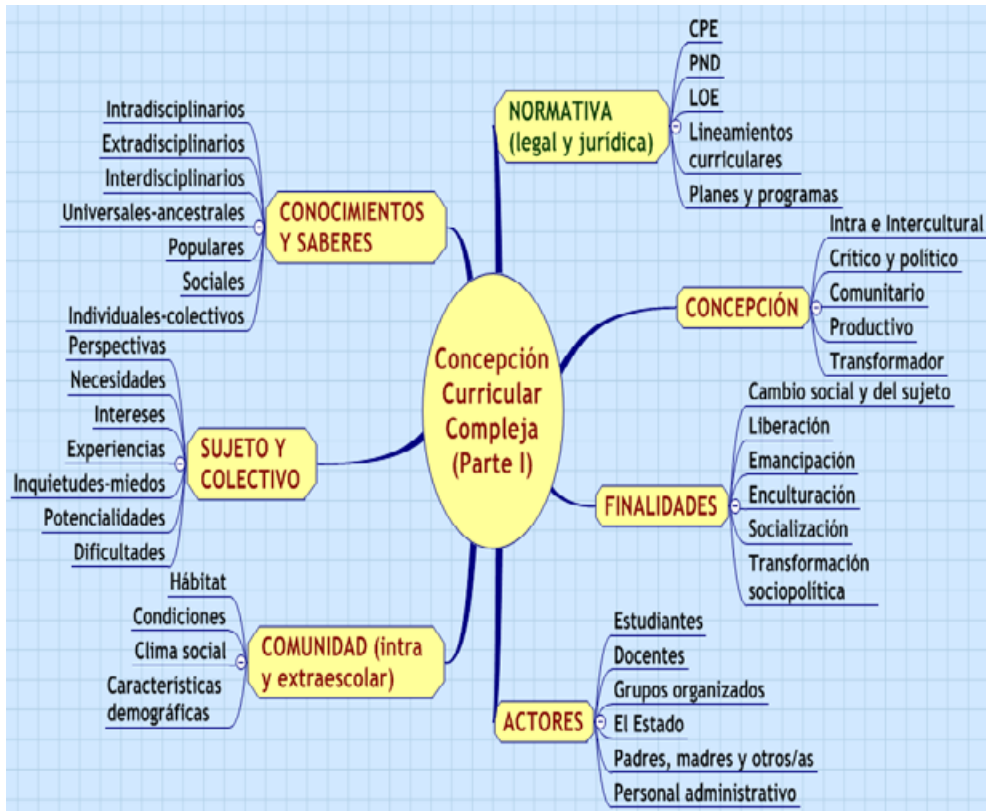 Concepción
Curricular
Compleja
(Parte I)
NORMATIVA
(legal y jurídica)
CPE
PND
LOE
Lineamientos
curriculares
Planes y programas
CONCEPCIÓN
Intra e Intercultural
Crítico y político
Comunitario
Productivo
Transformador
FINALIDADES
Cambio social y del sujeto
Liberación
Emancipación
Enculturación
Socialización
Transformación
sociopolítica
ACTORES
Estudiantes
Docentes
Grupos organizados
El Estado
Padres, madres y otros/as
Personal administrativo
CONOCIMIENTOS
Y SABERES
Intradisciplinarios
Extradisciplinarios
Interdisciplinarios
Universales-ancestrales
Populares
Sociales
Individuales-colectivos
SUJETO Y
COLECTIVO
Perspectivas
Necesidades
Intereses
Experiencias
Inquietudes-miedos
Potencialidades
Dificultades
COMUNIDAD (intra
y extraescolar)
Hábitat
Condiciones
Clima social
Características
demográficas